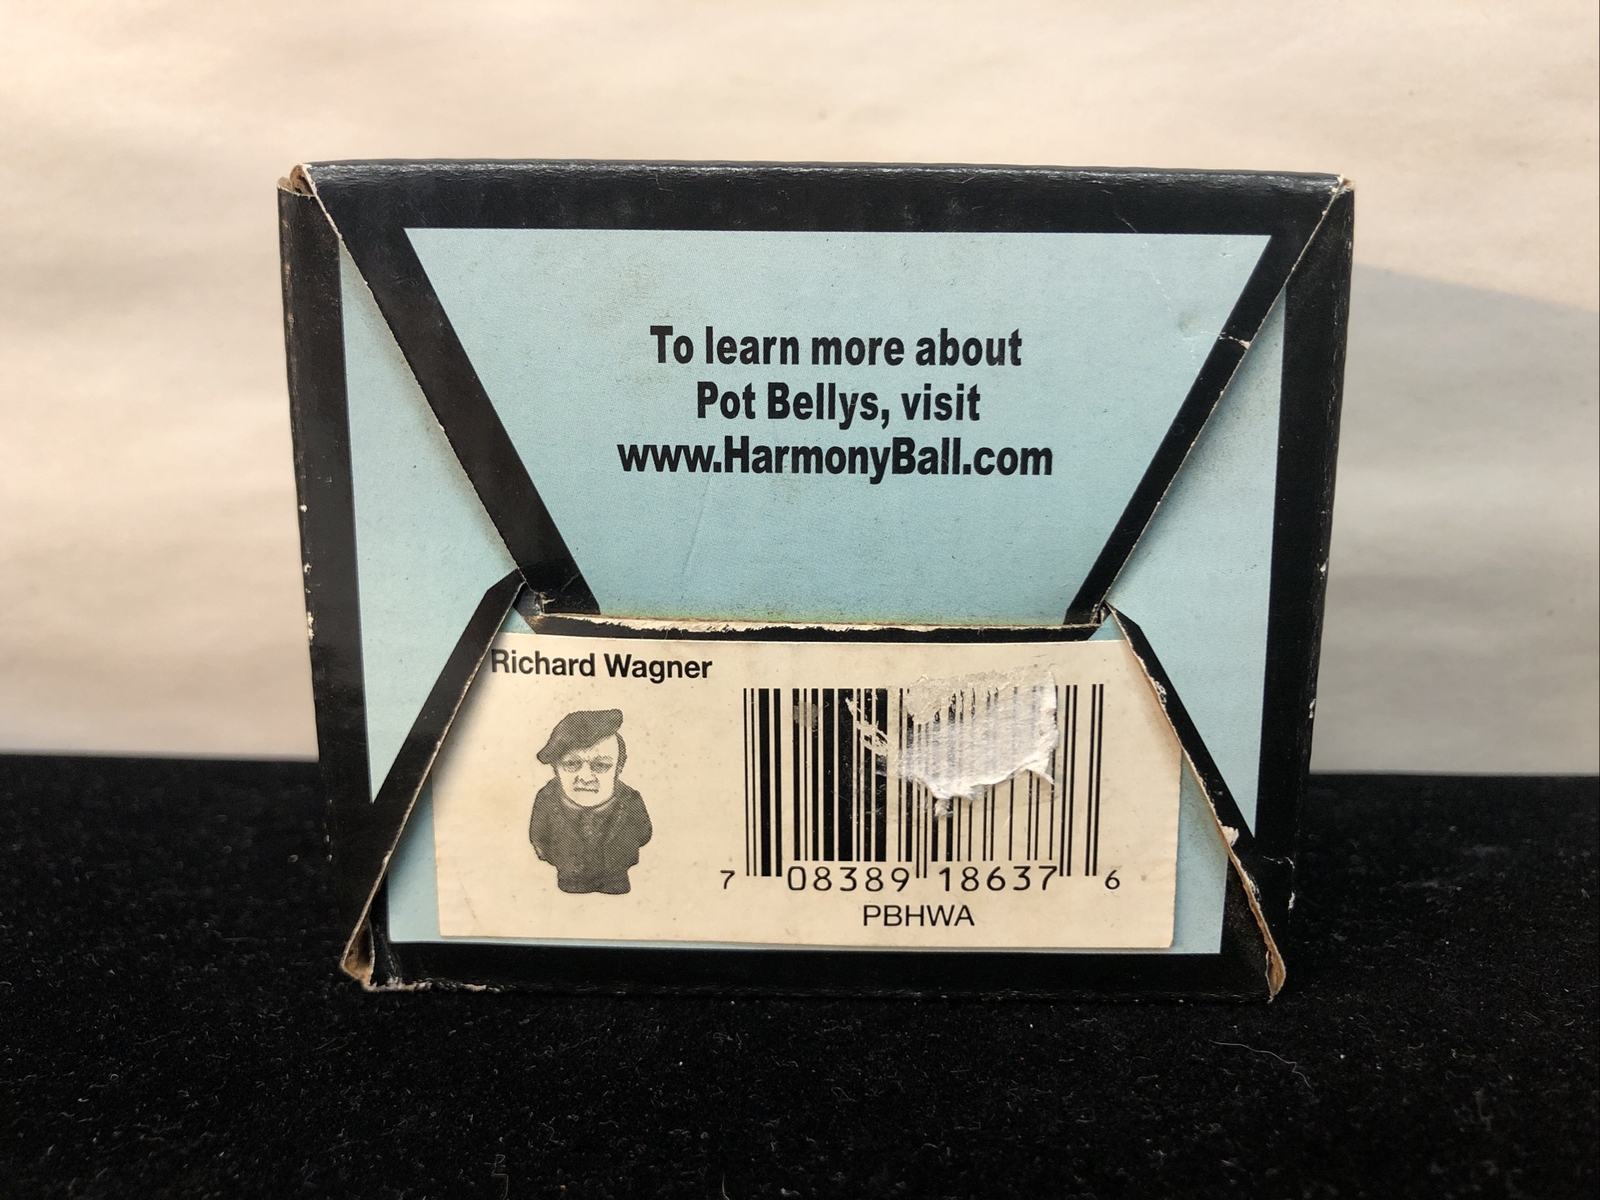 To learn more about
Pot Bellys, visit
www.HarmonyBall.com
Richard Wagner
7 08389 18637 6
PBHWA